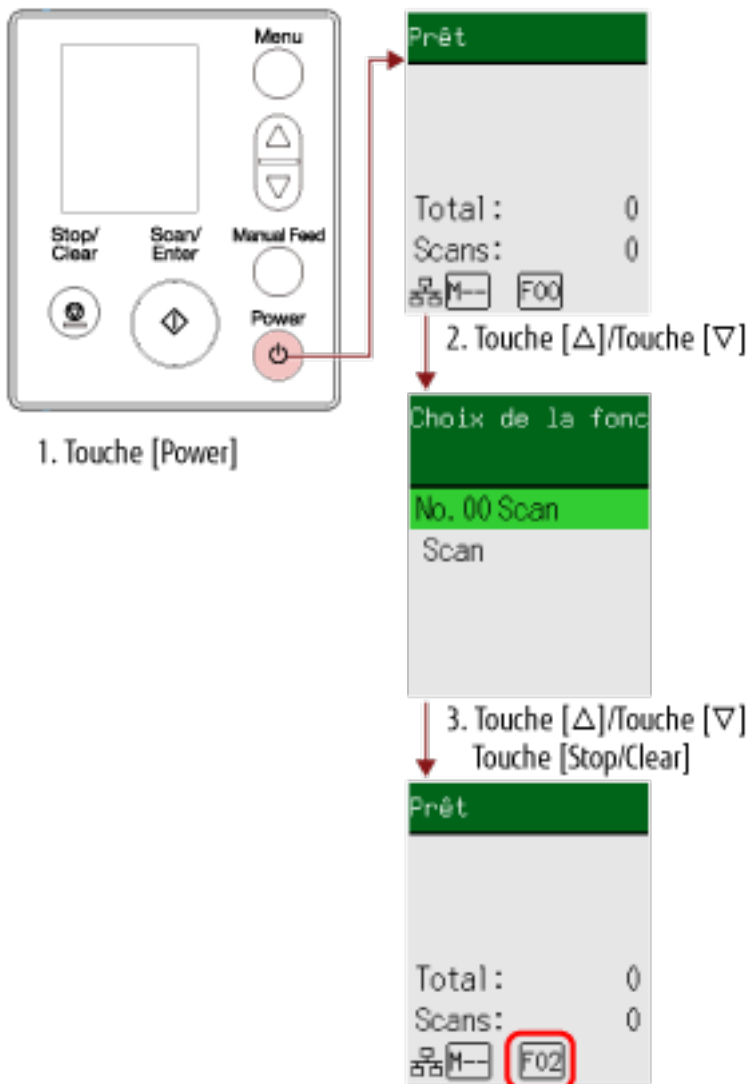 Menu
Stop/
Clear
Scan/
Enter
Manual Feed
Power
1. Touche [Power]
Prêt
Total: 0
Scans: 0
M-- F00
2. Touche [△]/Touche [▽]
Choix de la fonc
No. 00 Scan
Scan
3. Touche [△]/Touche [▽]
Touche [Stop/Clear]
Prêt
Total: 0
Scans: 0
M-- F02